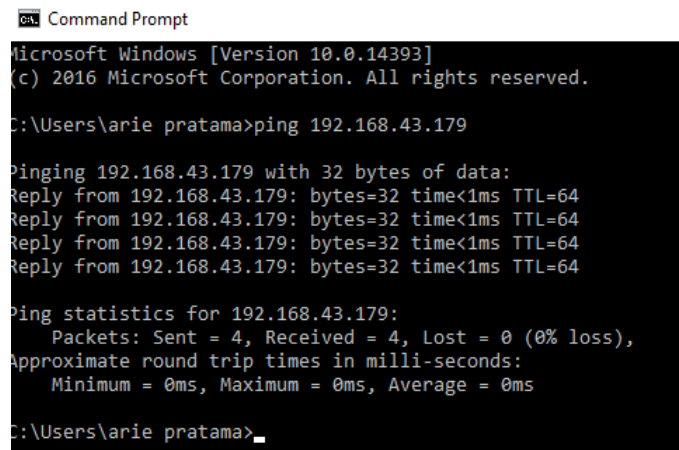 Command Prompt
Microsoft Windows [Version 10.0.14393]
(c) 2016 Microsoft Corporation. All rights reserved.
C:\Users\arie pratama>ping 192.168.43.179
Pinging 192.168.43.179 with 32 bytes of data:
Reply from 192.168.43.179: bytes=32 time<1ms TTL=64
Reply from 192.168.43.179: bytes=32 time<1ms TTL=64
Reply from 192.168.43.179: bytes=32 time<1ms TTL=64
Reply from 192.168.43.179: bytes=32 time<1ms TTL=64
Ping statistics for 192.168.43.179:
Packets: Sent = 4, Received = 4, Lost = 0 (0% loss),
Approximate round trip times in milli-seconds:
Minimum = 0ms, Maximum = 0ms, Average = 0ms
C:\Users\arie pratama>_